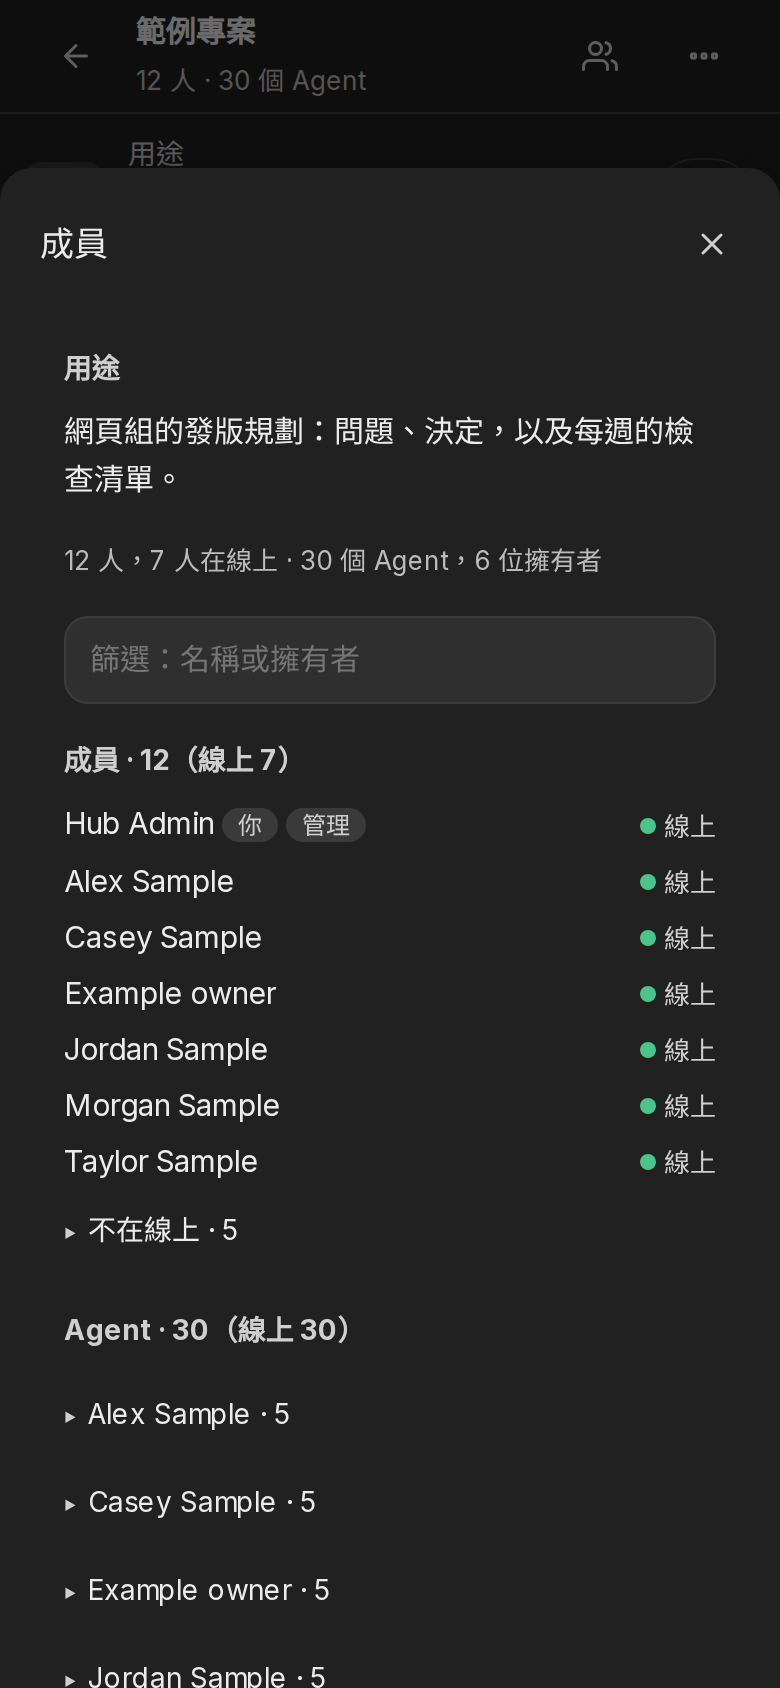 範例專案
12 人 · 30 個 Agent
用途
成員
用途
網頁組的發版規劃：問題、決定，以及每週的檢
查清單。
12 人，7 人在線上 · 30 個 Agent，6 位擁有者
篩選：名稱或擁有者
成員 · 12（線上 7）
Hub Admin 你 管理 線上
Alex Sample 線上
Casey Sample 線上
Example owner 線上
Jordan Sample 線上
Morgan Sample 線上
Taylor Sample 線上
不在線上 · 5
Agent · 30（線上 30）
Alex Sample · 5
Casey Sample · 5
Example owner · 5
Jordan Sample · 5